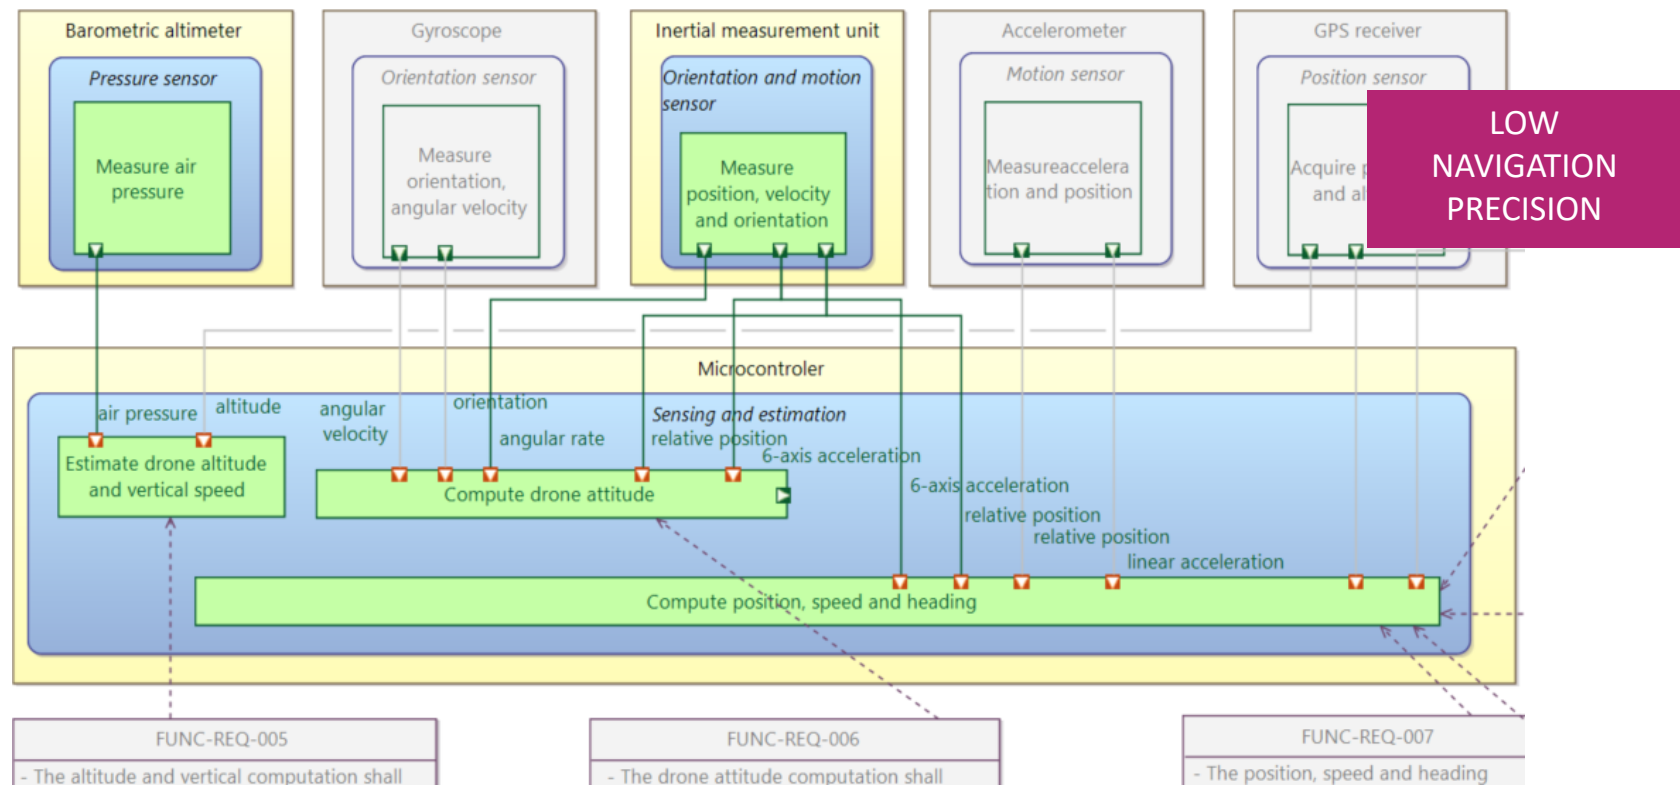 Barometric altimeter
Pressure sensor
Measure air
pressure
Gyroscope
Orientation sensor
Measure
orientation,
angular velocity
Inertial measurement unit
Orientation and motion
sensor
Measure
position, velocity
and orientation
Accelerometer
Motion sensor
Measureaccelera
tion and position
GPS receiver
Position sensor
Acquire
and
LOW
NAVIGATION
PRECISION
Microcontroler
Sensing and estimation
air pressure
altitude
angular
velocity
orientation
angular rate
relative position
6-axis acceleration
6-axis acceleration
relative position
relative position
linear acceleration
Estimate drone altitude
and vertical speed
Compute drone attitude
Compute position, speed and heading
FUNC-REQ-005
- The altitude and vertical computation shall
FUNC-REQ-006
- The drone attitude computation shall
FUNC-REQ-007
- The position, speed and heading